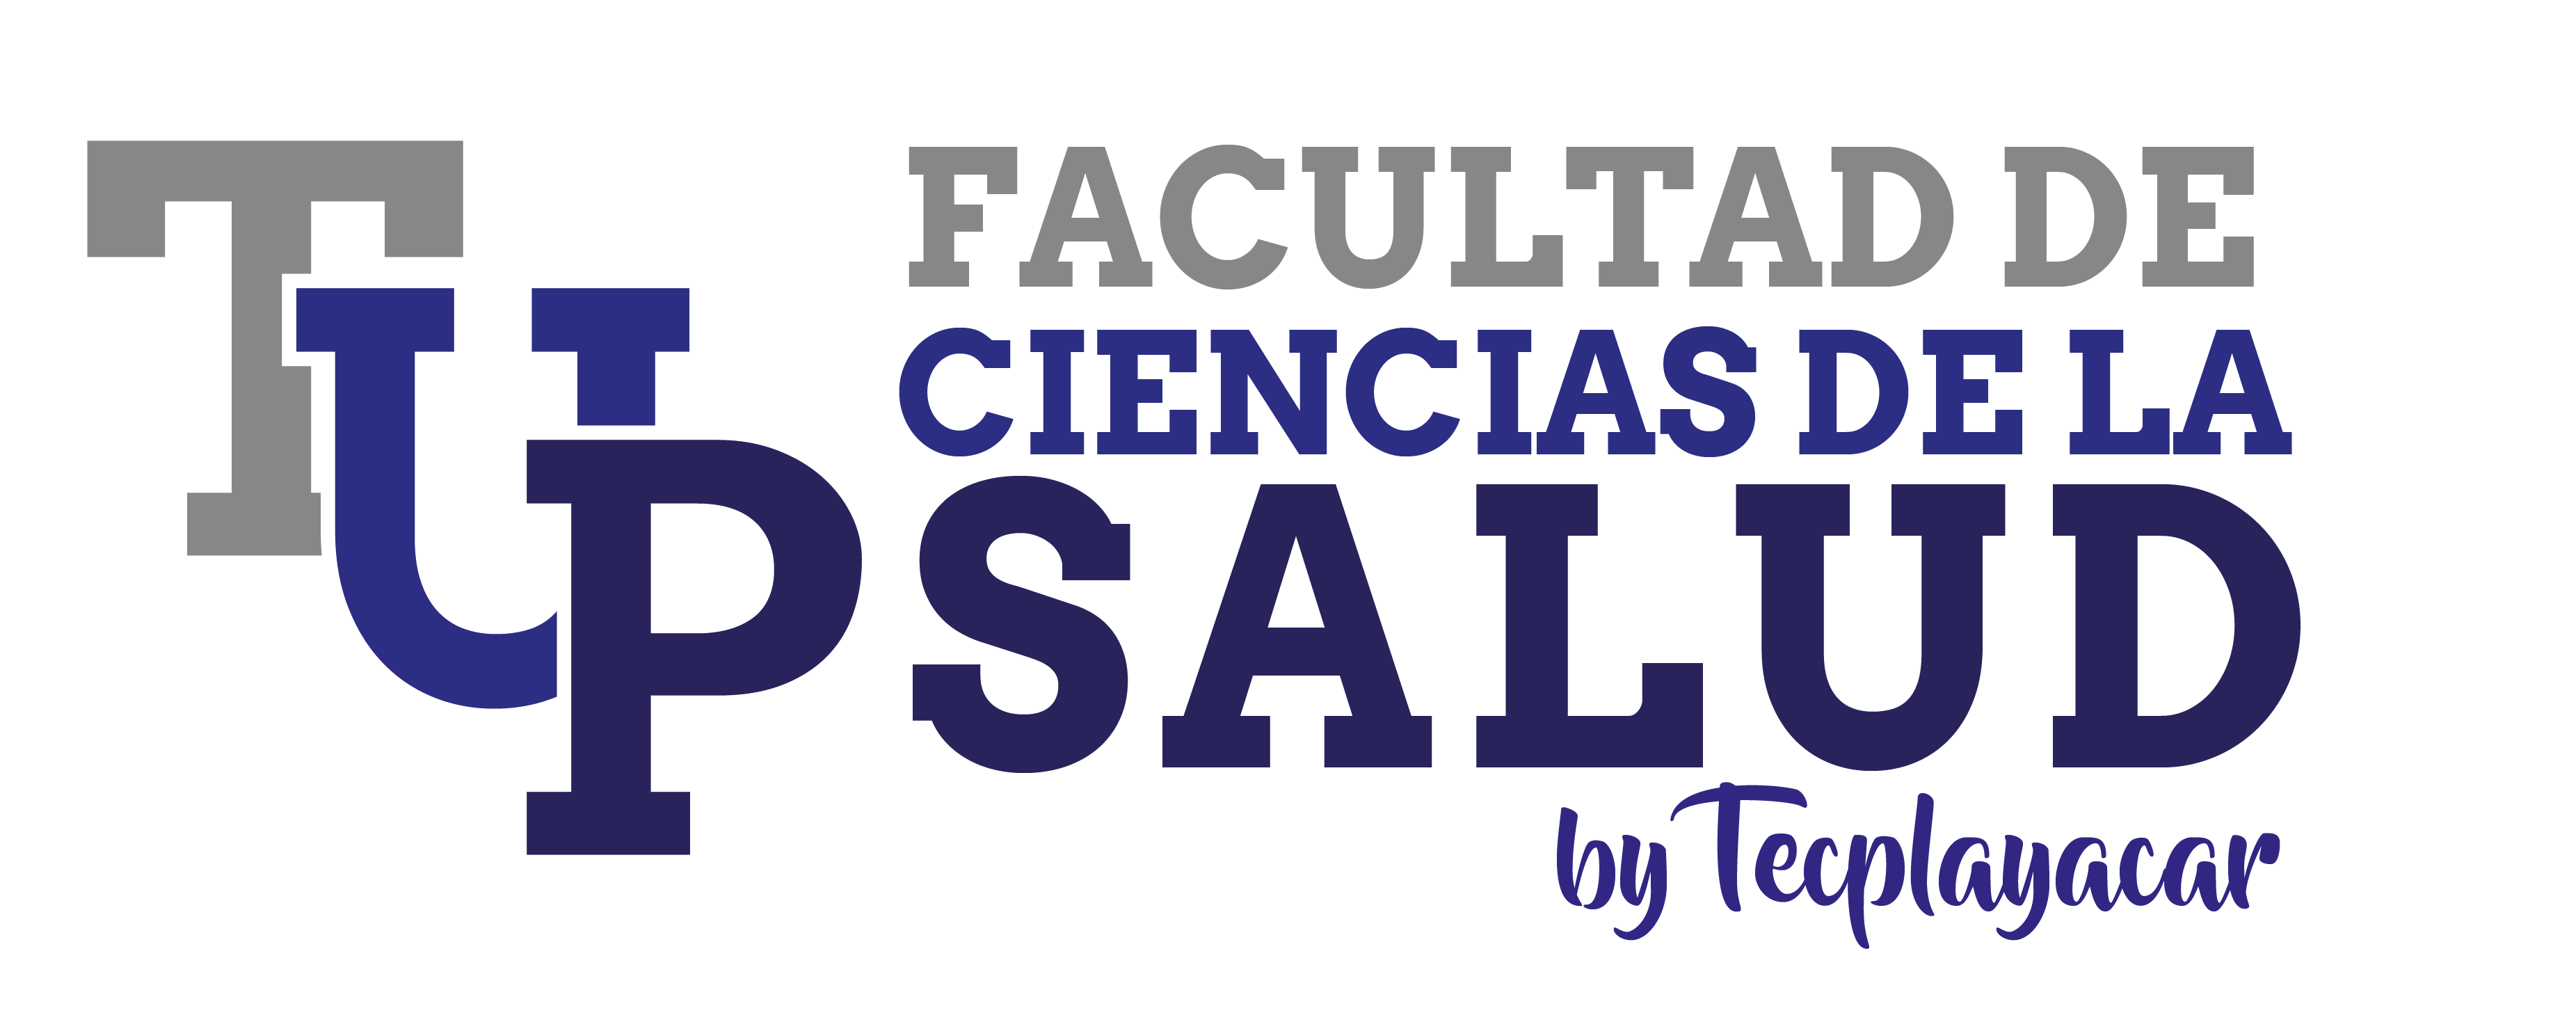 TUP
FACULTAD DE
CIENCIAS DE LA
SALUD
by Tecplayacar